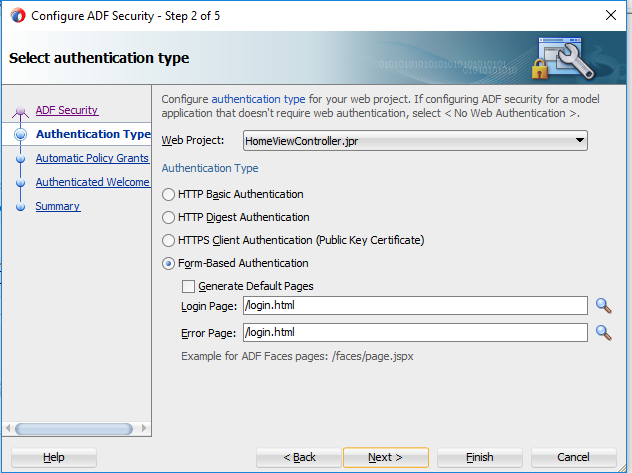 Configure ADF Security - Step 2 of 5
Select authentication type
ADF Security
Authentication Type
Automatic Policy Grants
Authenticated Welcome
Summary
Configure authentication type for your web project. If configuring ADF security for a model
application that doesn't require web authentication, select < No Web Authentication >.
Web Project: HomeViewController.jpr
Authentication Type
HTTP Basic Authentication
HTTP Digest Authentication
HTTPS Client Authentication (Public Key Certificate)
Form-Based Authentication
Generate Default Pages
Login Page: /login.html
Error Page: /login.html
Example for ADF Faces pages: /faces/page.jspx
Help < Back Next > Finish Cancel